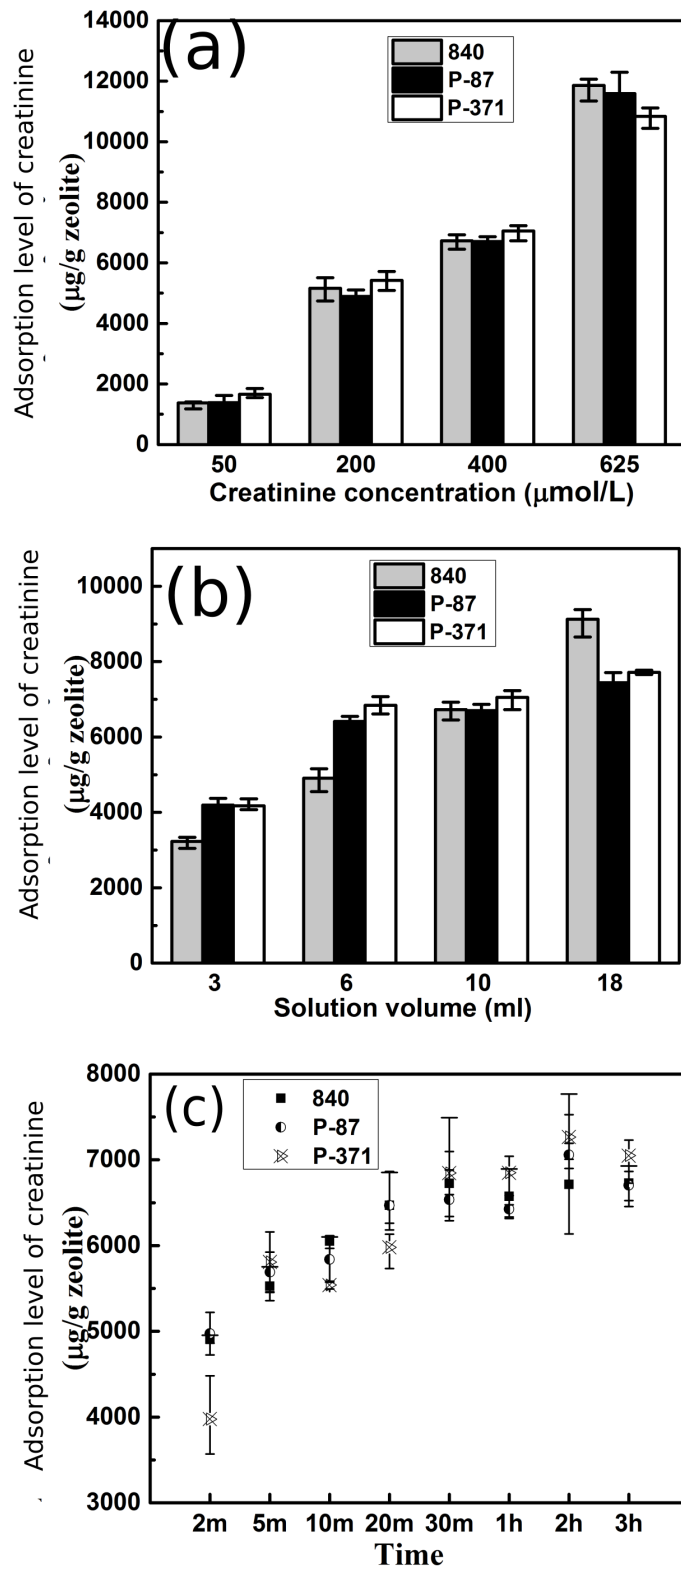 (a)
Adsorption level of creatinine
(μg/g zeolite)
14000
12000
10000
8000
6000
4000
2000
0
840
P-87
P-371
50 200 400 625
Creatinine concentration (μmol/L)
(b)
Adsorption level of creatinine
(μg/g zeolite)
10000
8000
6000
4000
2000
0
840
P-87
P-371
3 6 10 18
Solution volume (ml)
(c)
Adsorption level of creatinine
(μg/g zeolite)
8000
7000
6000
5000
4000
3000
840
P-87
P-371
2m 5m 10m 20m 30m 1h 2h 3h
Time